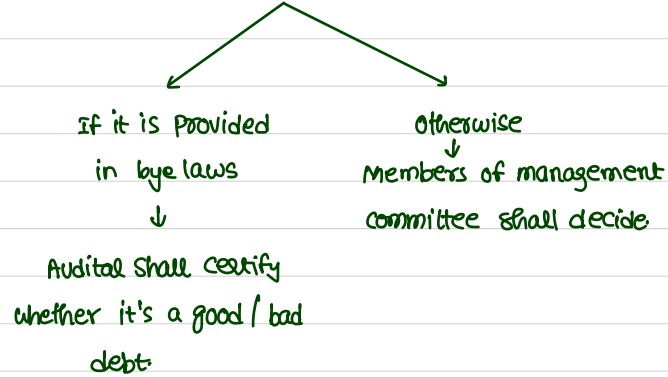 If it is Provided
in bye laws
Auditor shall certify
whether it's a good / bad
debt.
Otherwise
Members of management
committee shall decide.